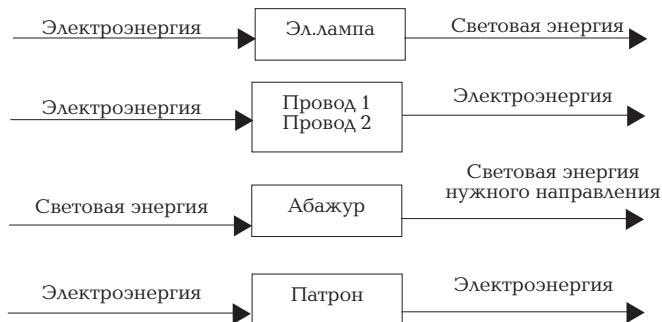 Электроэнергия Эл.лампа Световая энергия
Электроэнергия Провод 1 Электроэнергия
Провод 2
Световая энергия
нужного направления
Световая энергия Абажур
Электроэнергия Патрон Электроэнергия